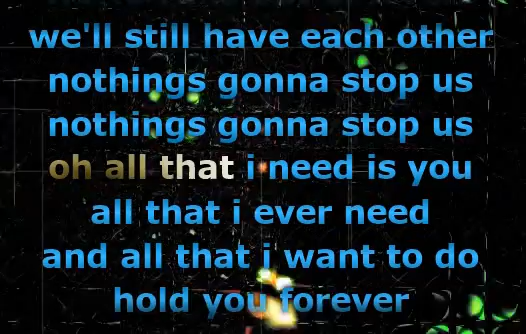 we'll still have each other
nothings gonna stop us
nothings gonna stop us
oh all that i need is you
all that i ever need
and all that i want to do
hold you forever